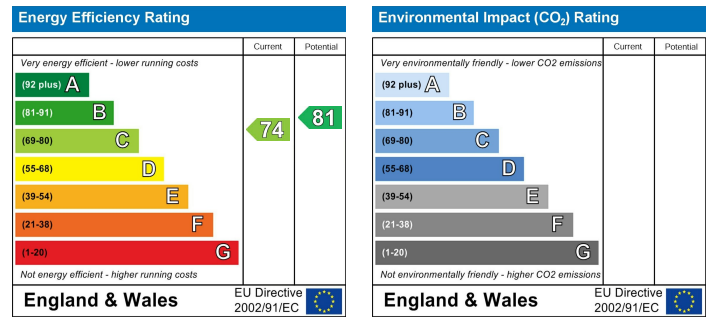 Energy Efficiency Rating
Current Potential
Very energy efficient - lower running costs
(92 plus) A
(81-91) B
(69-80) C
(55-68) D
(39-54) E
(21-38) F
(1-20) G
74
81
Not energy efficient - higher running costs
England & Wales
EU Directive
2002/91/EC
Environmental Impact (CO₂) Rating
Current Potential
Very environmentally friendly - lower CO2 emissions
(92 plus) A
(81-91) B
(69-80) C
(55-68) D
(39-54) E
(21-38) F
(1-20) G
Not environmentally friendly - higher CO2 emissions
England & Wales
EU Directive
2002/91/EC